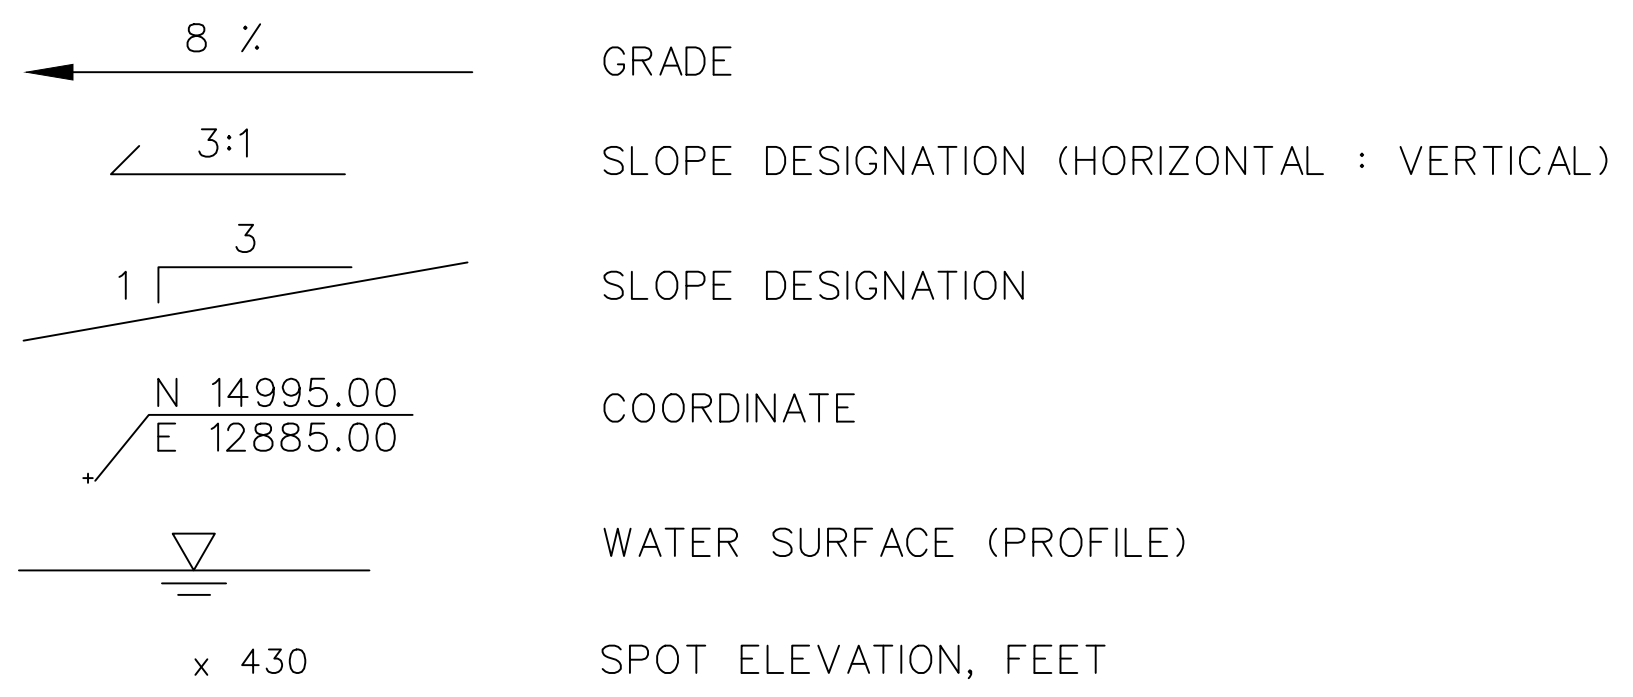 8 %
GRADE
3:1
SLOPE DESIGNATION (HORIZONTAL : VERTICAL)
3
1
SLOPE DESIGNATION
N 14995.00
E 12885.00
COORDINATE
WATER SURFACE (PROFILE)
x 430
SPOT ELEVATION, FEET